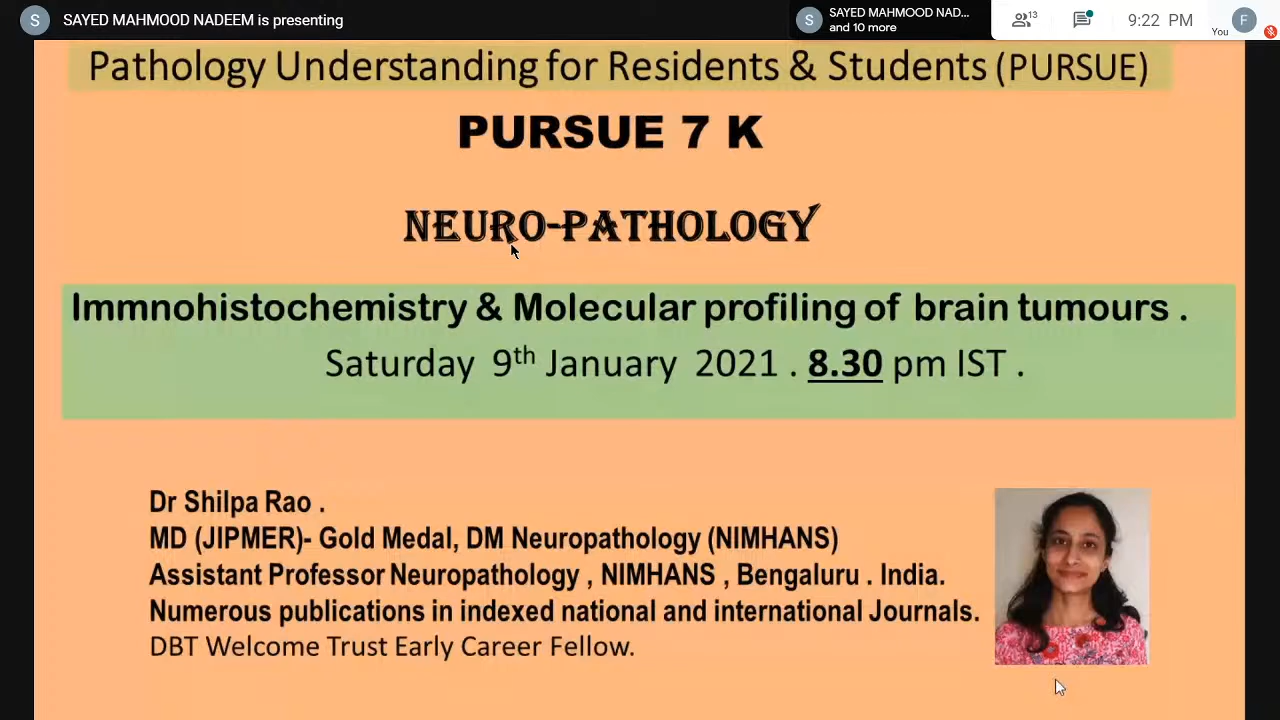 S SAYED MAHMOOD NADEEM is presenting
S SAYED MAHMOOD NAD...
and 10 more
13
9:22 PM
You
F
Pathology Understanding for Residents & Students (PURSUE)
PURSUE 7 K
NEURO-PATHOLOGY
Immnohistochemistry & Molecular profiling of brain tumours .
Saturday 9th January 2021 . 8.30 pm IST .
Dr Shilpa Rao .
MD (JIPMER)- Gold Medal, DM Neuropathology (NIMHANS)
Assistant Professor Neuropathology , NIMHANS , Bengaluru . India.
Numerous publications in indexed national and international Journals.
DBT Welcome Trust Early Career Fellow.